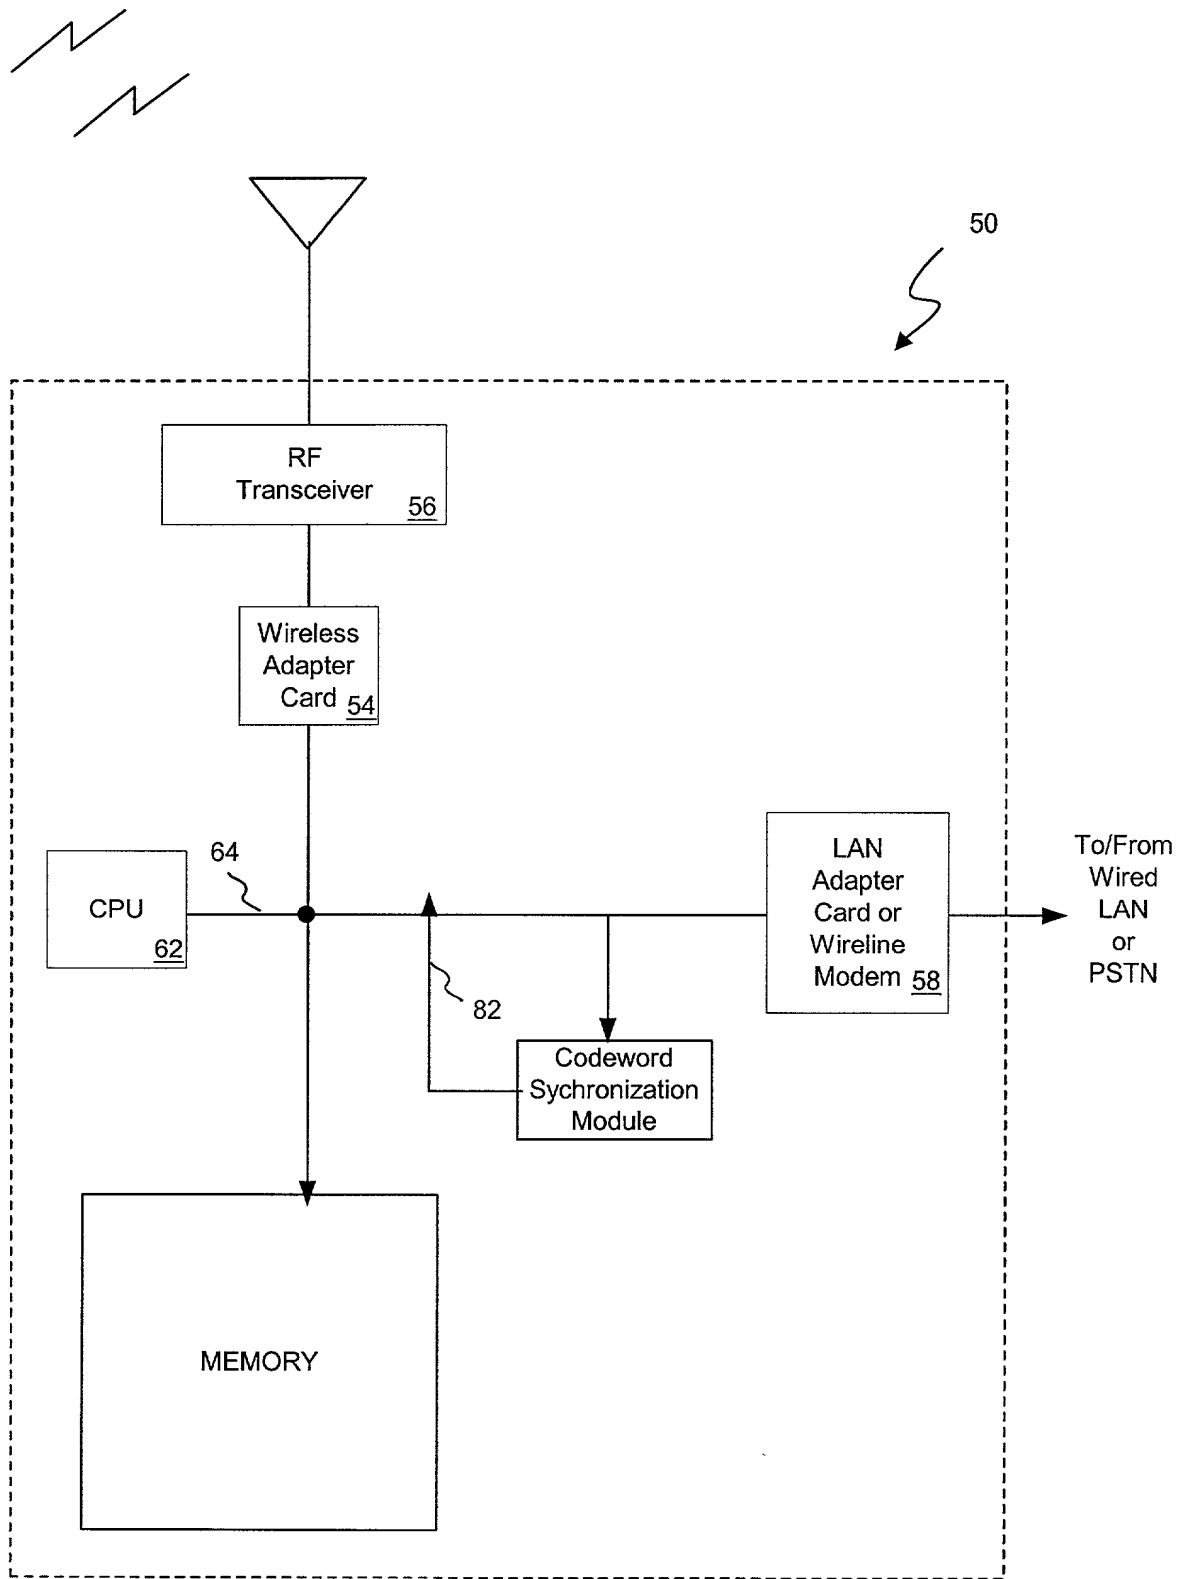 50
RF
Transceiver
56
Wireless
Adapter
Card 54
64
CPU
62
82
LAN
Adapter
Card or
Wireline
Modem 58
To/From
Wired
LAN
or
PSTN
Codeword
Sychronization
Module
MEMORY